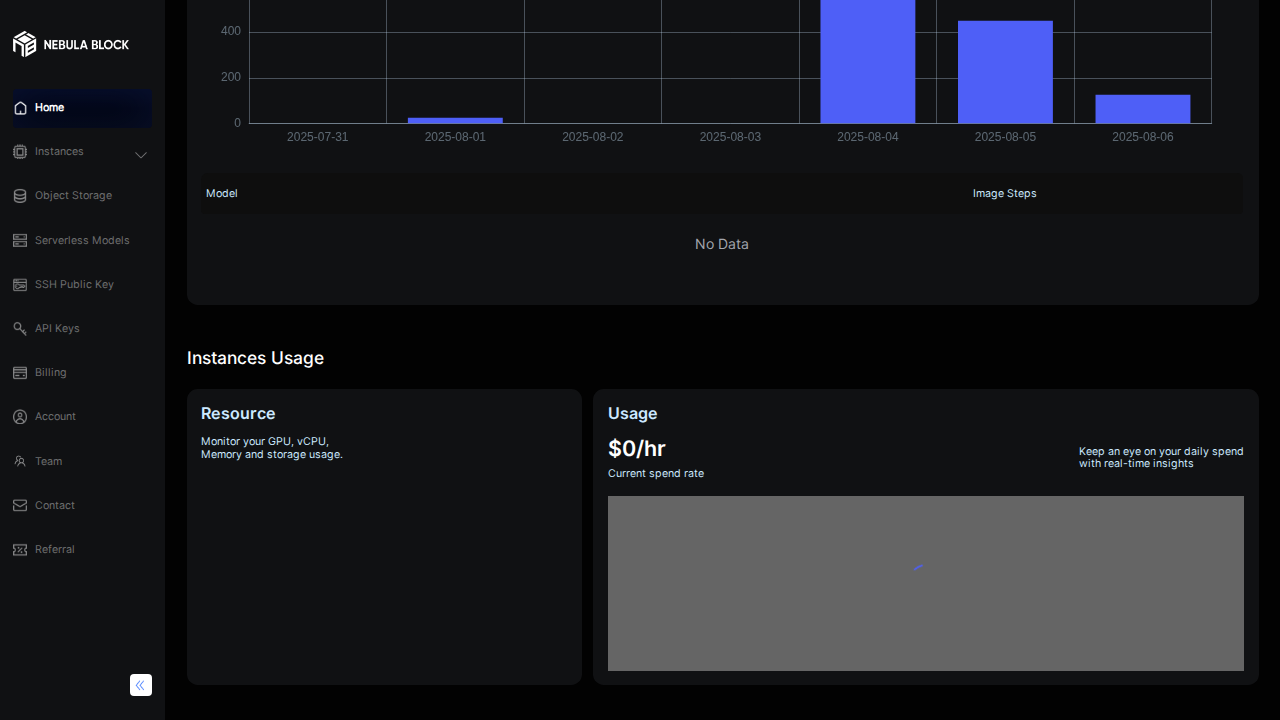 NEBULA BLOCK
Home
Instances
Object Storage
Serverless Models
SSH Public Key
API Keys
Billing
Account
Team
Contact
Referral
400
200
0
2025-07-31 2025-08-01 2025-08-02 2025-08-03 2025-08-04 2025-08-05 2025-08-06
Model Image Steps
No Data
Instances Usage
Resource
Monitor your GPU, vCPU,
Memory and storage usage.
Usage
$0/hr
Current spend rate
Keep an eye on your daily spend
with real-time insights